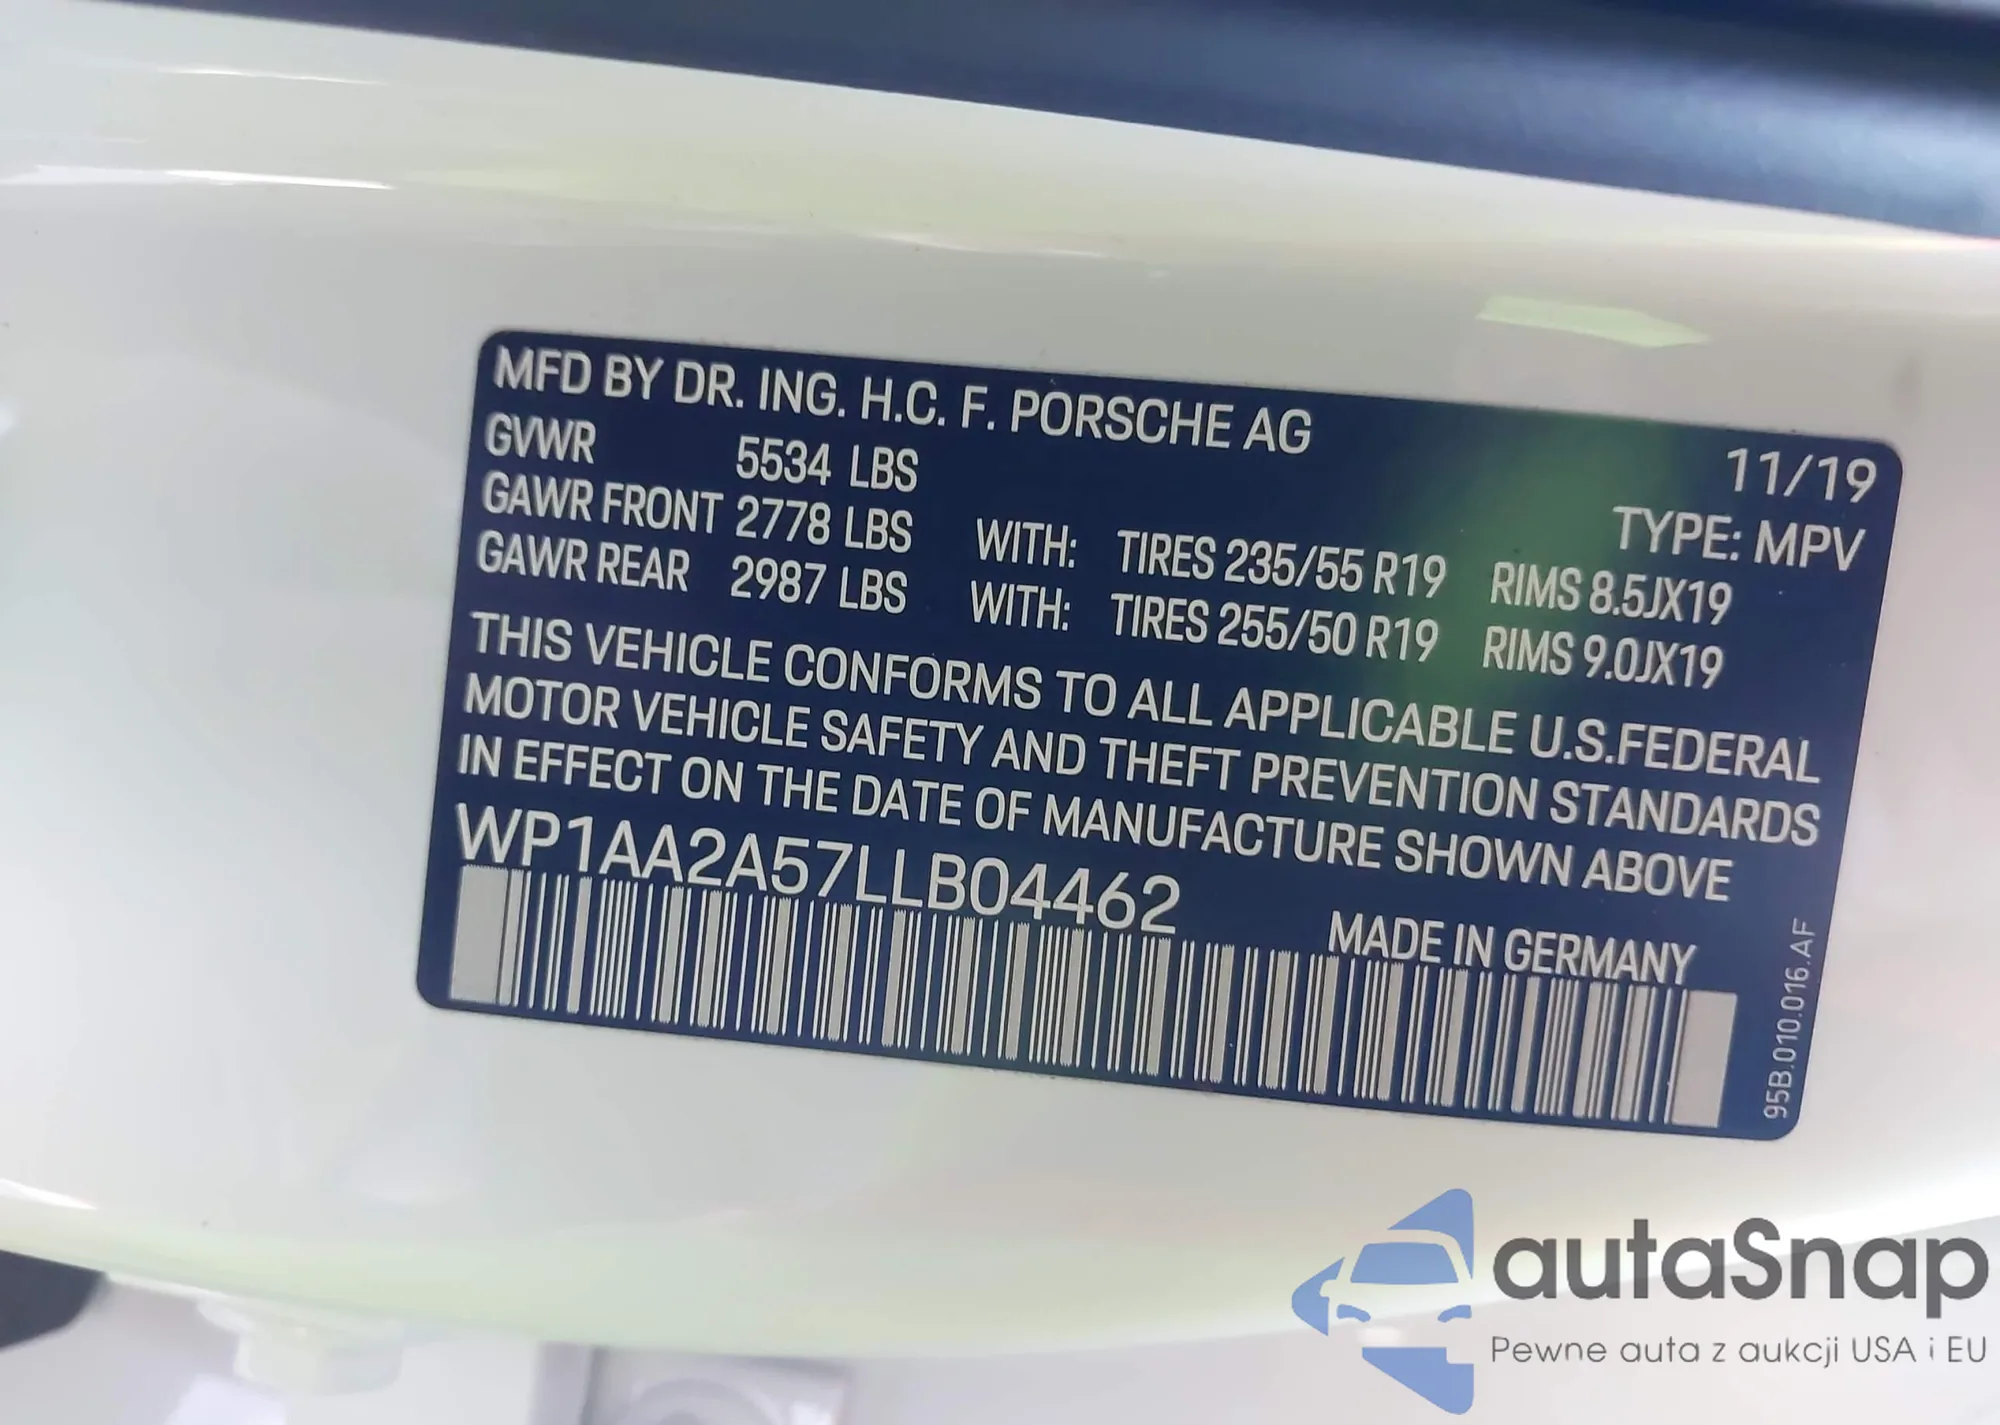 MFD BY DR. ING. H.C. F. PORSCHE AG
11/19
GVWR 5534 LBS
TYPE: MPV
GAWR FRONT 2778 LBS WITH: TIRES 235/55 R19 RIMS 8.5JX19
GAWR REAR 2987 LBS WITH: TIRES 255/50 R19 RIMS 9.0JX19
THIS VEHICLE CONFORMS TO ALL APPLICABLE U.S.FEDERAL
MOTOR VEHICLE SAFETY AND THEFT PREVENTION STANDARDS
IN EFFECT ON THE DATE OF MANUFACTURE SHOWN ABOVE
WP1AA2A57LLB04462
MADE IN GERMANY
95B.010.016.AF
autaSnap
Pewne auta z aukcji USA i EU